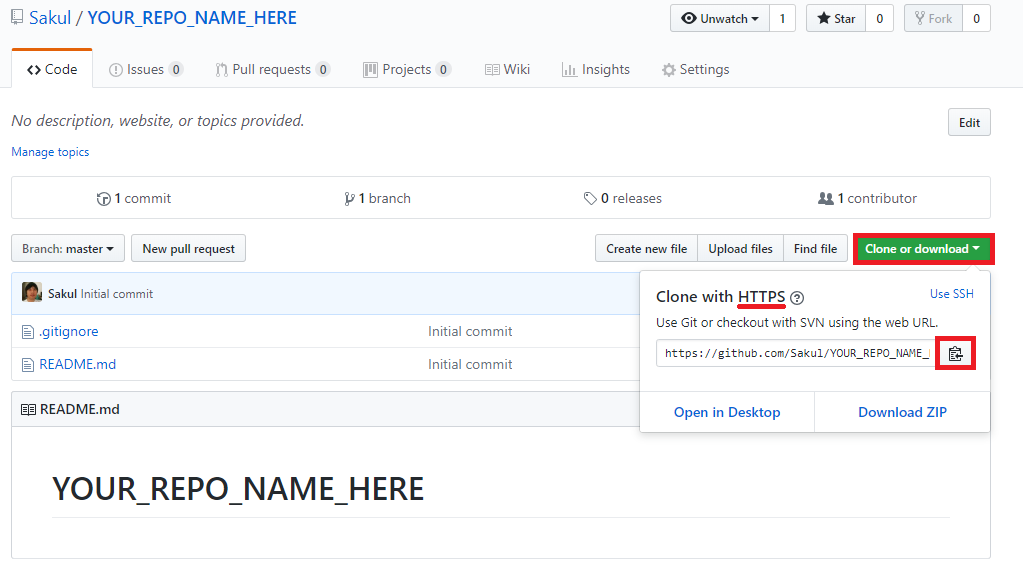 Sakul / YOUR_REPO_NAME_HERE
Unwatch 1 Star 0 Fork 0
Code Issues 0 Pull requests 0 Projects 0 Wiki Insights Settings
No description, website, or topics provided.
Edit
Manage topics
1 commit 1 branch 0 releases 1 contributor
Branch: master New pull request Create new file Upload files Find file Clone or download
Sakul Initial commit
.gitignore Initial commit
README.md Initial commit
Clone with HTTPS ? Use SSH
Use Git or checkout with SVN using the web URL.
https://github.com/Sakul/YOUR_REPO_NAME_
Open in Desktop Download ZIP
README.md
YOUR_REPO_NAME_HERE